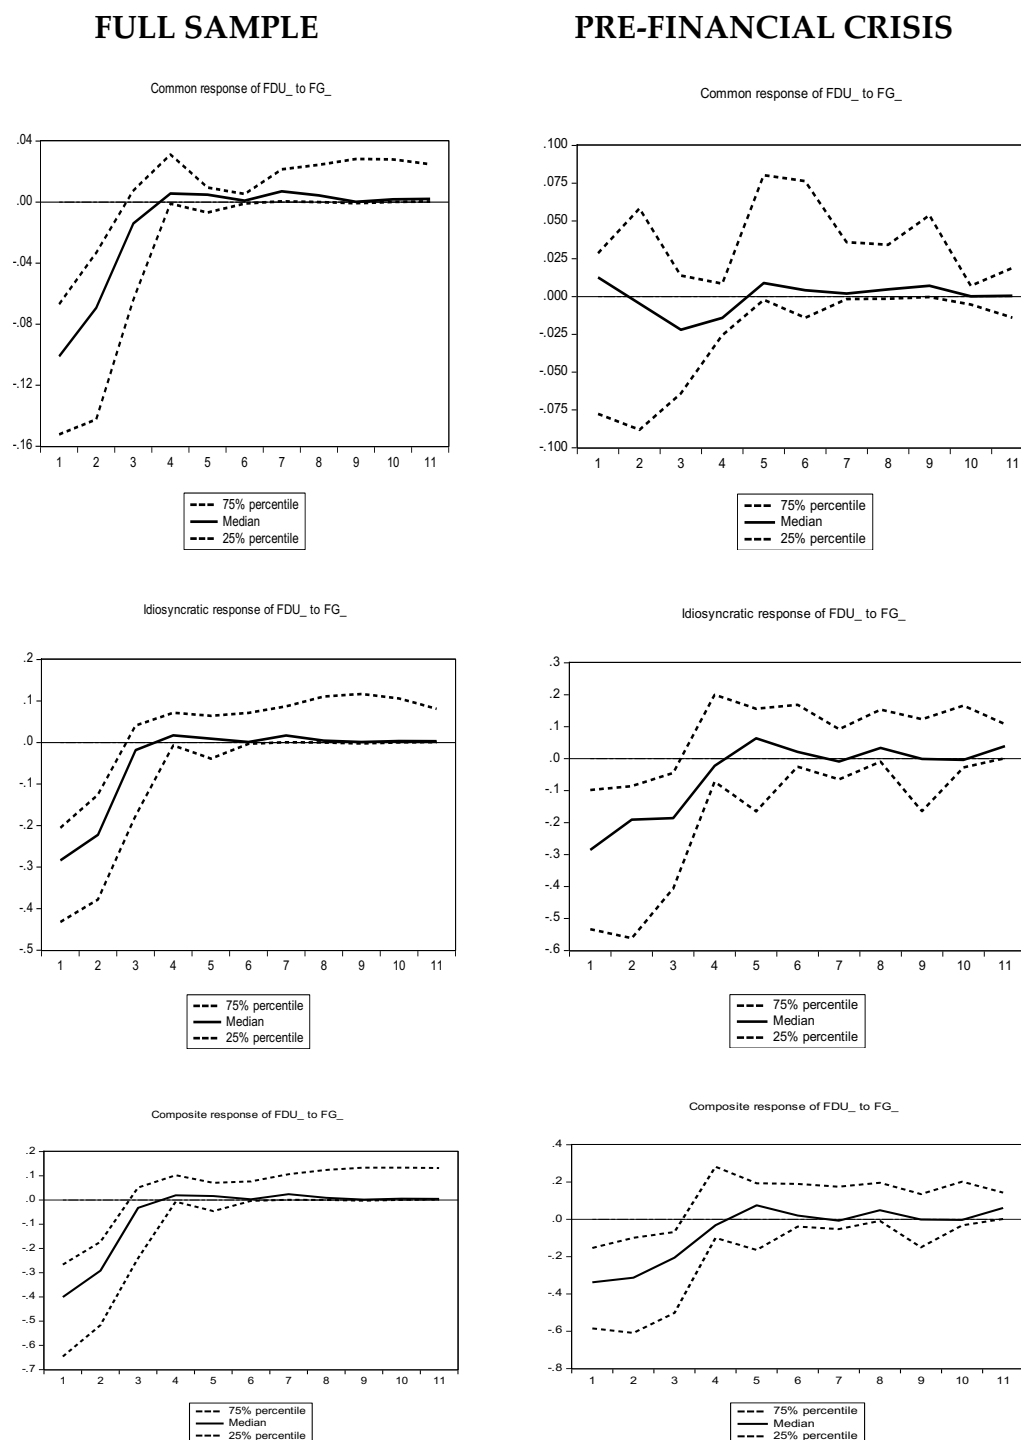 FULL SAMPLE
PRE-FINANCIAL CRISIS
Common response of FDU_ to FG_
.04
.00
-.04
-.08
-.12
-.16
1 2 3 4 5 6 7 8 9 10 11
75% percentile
Median
25% percentile
Common response of FDU_ to FG_
.100
.075
.050
.025
.000
-.025
-.050
-.075
-.100
1 2 3 4 5 6 7 8 9 10 11
75% percentile
Median
25% percentile
Idiosyncratic response of FDU_ to FG_
.2
.1
.0
-.1
-.2
-.3
-.4
-.5
1 2 3 4 5 6 7 8 9 10 11
75% percentile
Median
25% percentile
Idiosyncratic response of FDU_ to FG_
.3
.2
.1
.0
-.1
-.2
-.3
-.4
-.5
-.6
1 2 3 4 5 6 7 8 9 10 11
75% percentile
Median
25% percentile
Composite response of FDU_ to FG_
.2
.1
.0
-.1
-.2
-.3
-.4
-.5
-.6
-.7
1 2 3 4 5 6 7 8 9 10 11
75% percentile
Median
25% percentile
Composite response of FDU_ to FG_
.4
.2
.0
-.2
-.4
-.6
-.8
1 2 3 4 5 6 7 8 9 10 11
75% percentile
Median
25% percentile